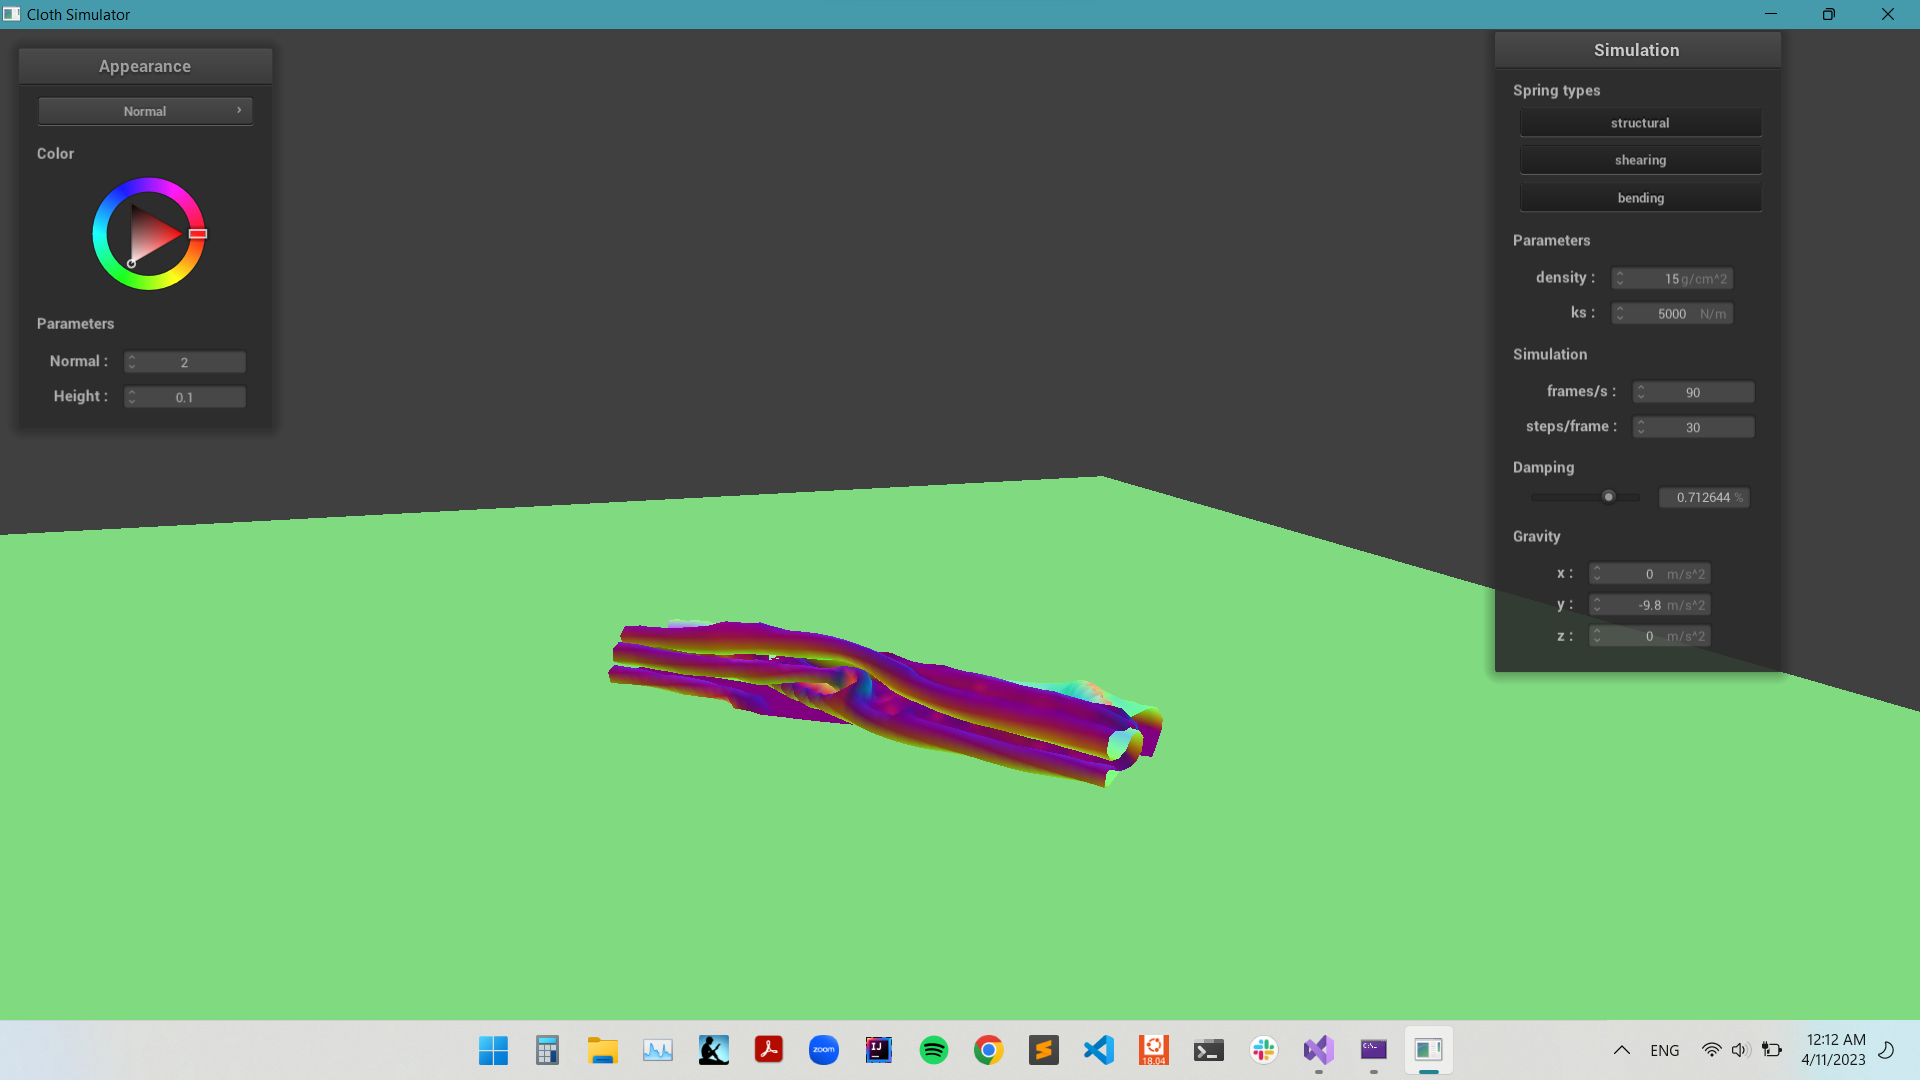 Cloth Simulator
Appearance
Normal
Color
Parameters
Normal : 2
Height : 0.1
Simulation
Spring types
structural
shearing
bending
Parameters
density : 15 g/cm^2
ks : 5000 N/m
Simulation
frames/s : 90
steps/frame : 30
Damping
0.712644 %
Gravity
x : 0 m/s^2
y : -9.8 m/s^2
z : 0 m/s^2
zoom
IJ
18.04
C:\.
ENG
12:12 AM
4/11/2023